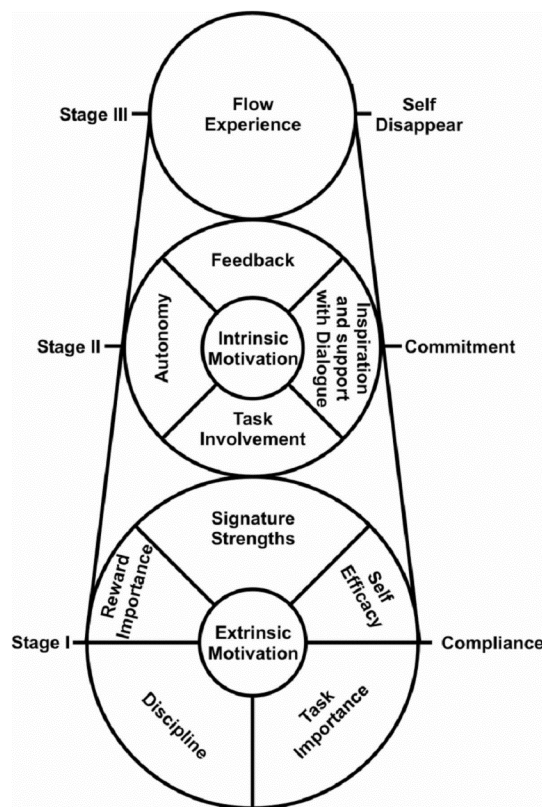 Flow
Experience
Stage III
Self
Disappear
Feedback
Autonomy
Intrinsic
Motivation
Inspiration
and support
with Dialogue
Stage II
Commitment
Task
Involvement
Signature
Strengths
Reward
Importance
Self
Efficacy
Extrinsic
Motivation
Stage I
Compliance
Discipline
Task
Importance